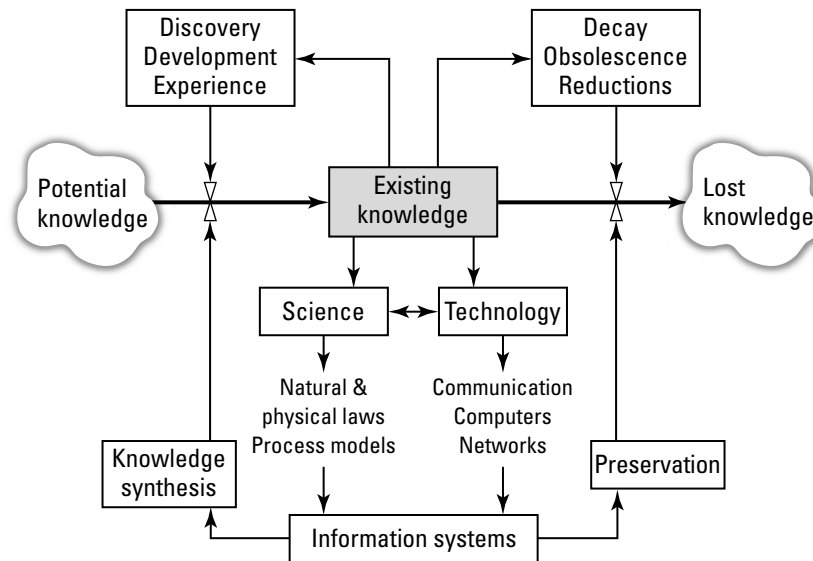 Discovery
Development
Experience
Decay
Obsolescence
Reductions
Potential
knowledge
Existing
knowledge
Lost
knowledge
Science
Technology
Natural &
physical laws
Process models
Communication
Computers
Networks
Knowledge
synthesis
Preservation
Information systems